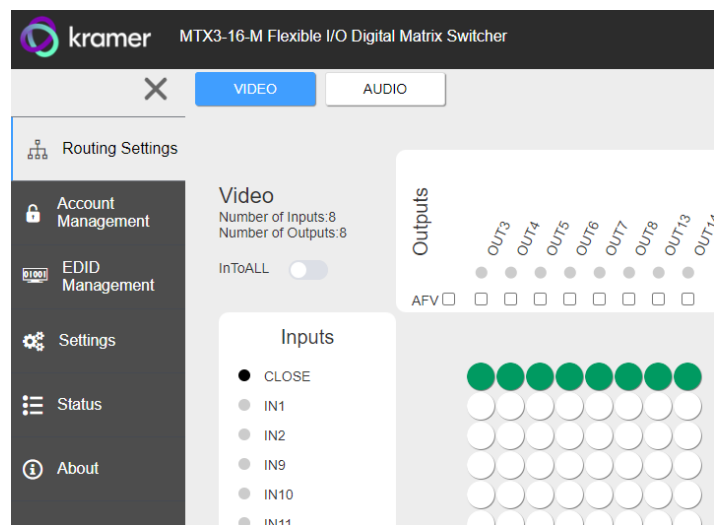 kramer MTX3-16-M Flexible I/O Digital Matrix Switcher
VIDEO AUDIO
Routing Settings
Account
Management
EDID
Management
Settings
Status
About
Video
Number of Inputs:8
Number of Outputs:8
InToALL
Outputs
OUT3 OUT4 OUT5 OUT6 OUT7 OUT8 OUT13 OUT14
AFV
Inputs
CLOSE
IN1
IN2
IN9
IN10
IN11